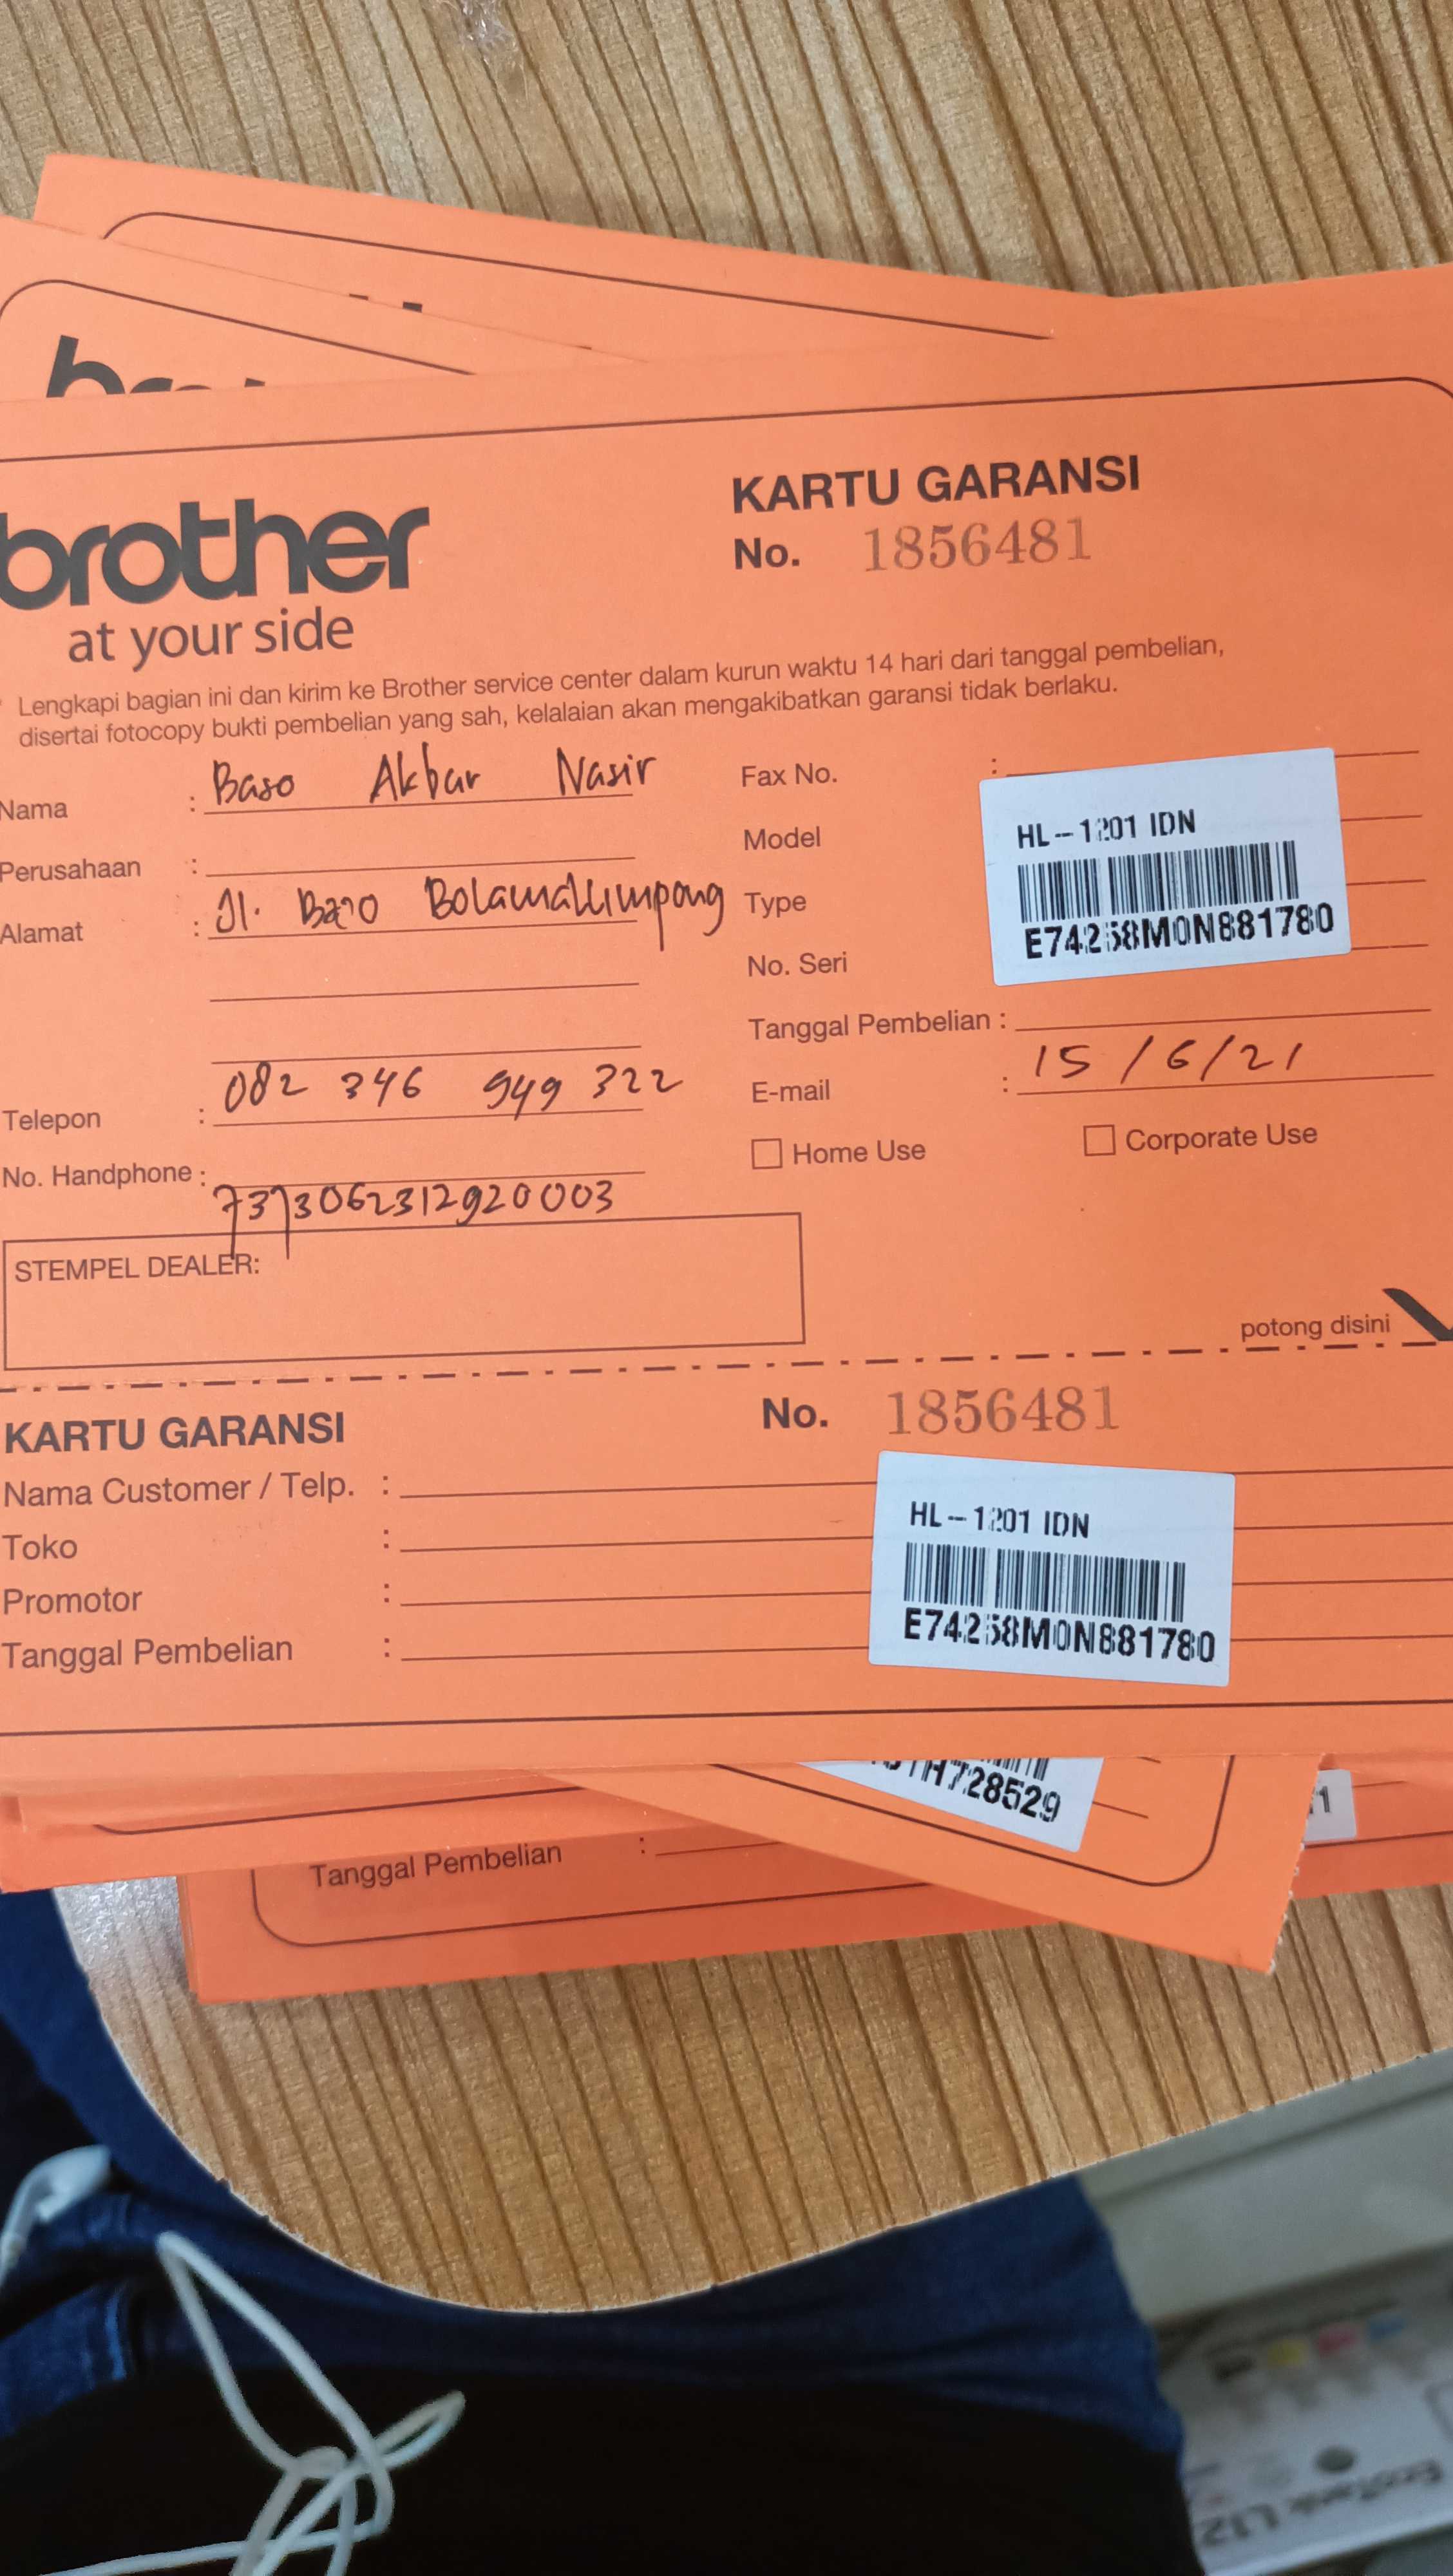 brother
at your side
KARTU GARANSI
No. 1856481
Lengkapi bagian ini dan kirim ke Brother service center dalam kurun waktu 14 hari dari tanggal pembelian,
disertai fotocopy bukti pembelian yang sah, kelalaian akan mengakibatkan garansi tidak berlaku.
Nama : Baso Akbar Nasir
Perusahaan :
Alamat : Jl. Baso Bolamallimpong
Telepon : 082 346 949 322
No. Handphone :
7373062312920003
Fax No. :
Model
Type
No. Seri
HL-1201 IDN
E74258M0N881780
Tanggal Pembelian :
E-mail : 15/6/21
Home Use Corporate Use
STEMPEL DEALER:
potong disini
KARTU GARANSI
No. 1856481
Nama Customer / Telp. :
Toko :
Promotor :
Tanggal Pembelian :
HL-1201 IDN
E74258M0N881780
H728529
Tanggal Pembelian :